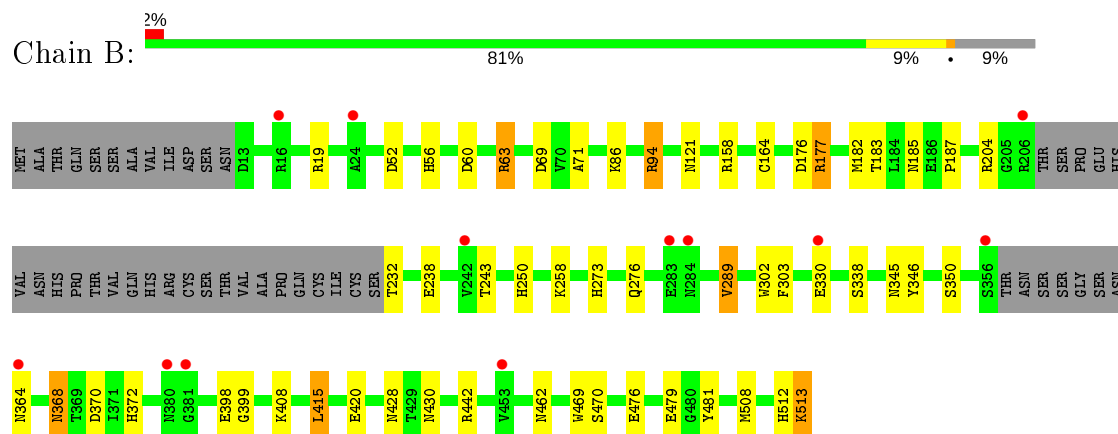 2%
Chain B:
81% 9% • 9%
MET ALA THR GLN SER SER ALA VAL ILE ASP SER ASN D13 R16 R19 A24 D52 H56 D60 R63 D69 V70 A71 K86 R94 N121 R158 C164 D176 R177 M182 T183 L184 N185 E186 P187 R204 G205 R206 THR SER PRO GLU HIS
VAL ASN HIS PRO THR VAL GLN HIS ARG CYS SER THR VAL ALA PRO GLN CYS ILE CYS SER T232 E238 V242 T243 H250 K258 H273 Q276 E283 N284 V289 W302 F303 E330 S338 N345 Y346 S350 S356 THR ASN SER SER GLY SER ASN
N364 N368 T369 D370 I371 H372 N380 G381 E398 G399 K408 L415 E420 N428 T429 N430 R442 V453 N462 W469 S470 E476 E479 G480 Y481 M508 H512 K513